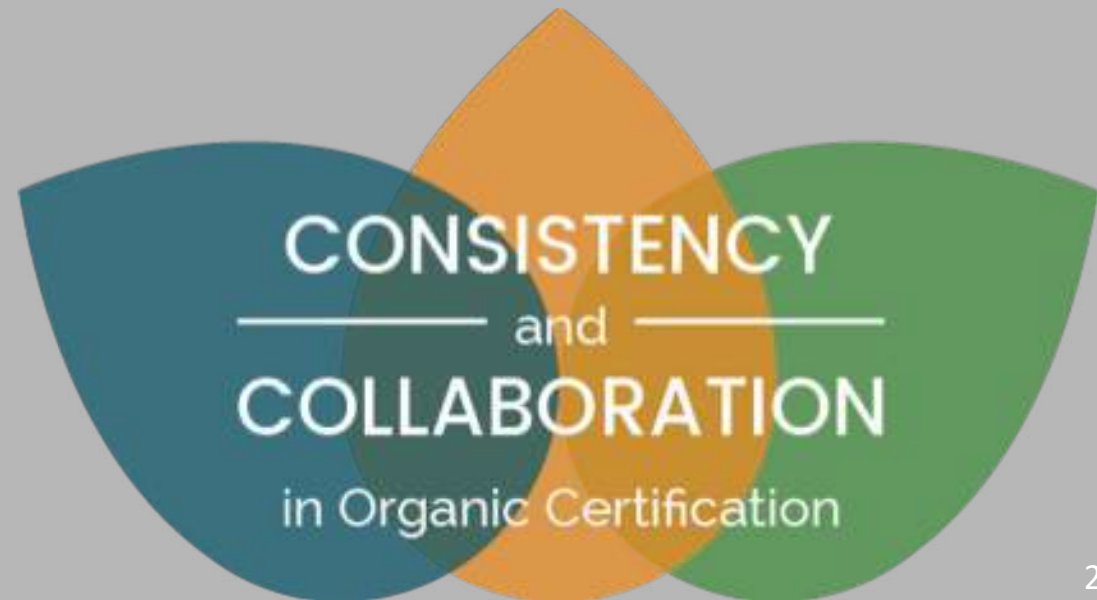 CONSISTENCY
and
COLLABORATION
in Organic Certification
2